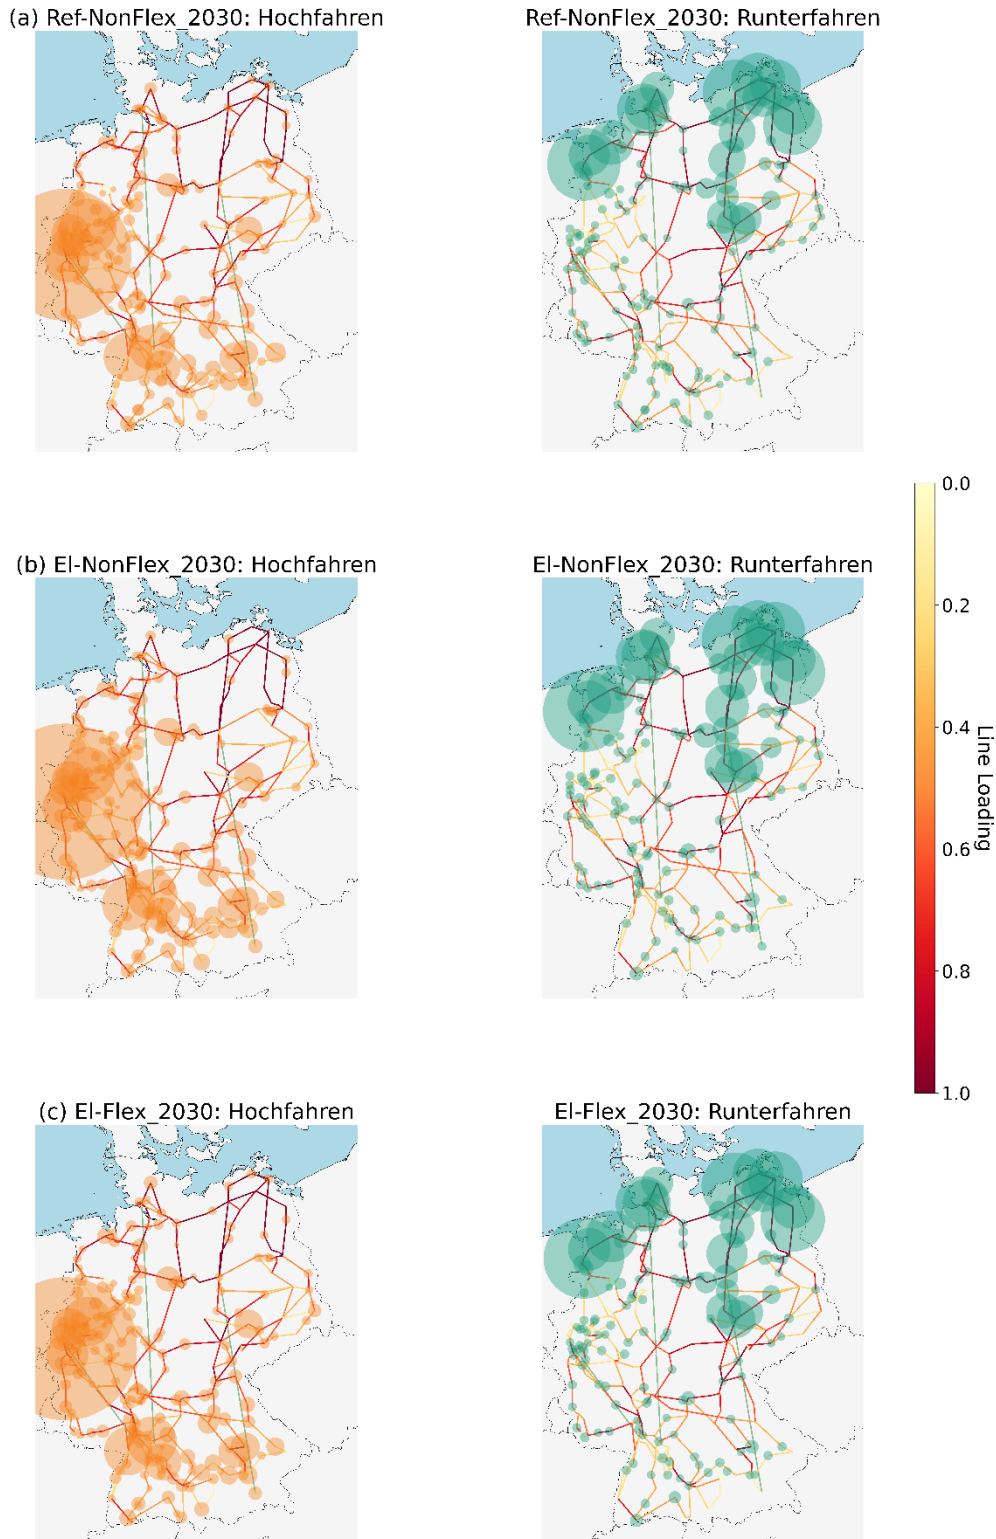 (a) Ref-NonFlex_2030: Hochfahren
Ref-NonFlex_2030: Runterfahren
(b) El-NonFlex_2030: Hochfahren
El-NonFlex_2030: Runterfahren
0.0
0.2
0.4
0.6
0.8
1.0
Line Loading
(c) El-Flex_2030: Hochfahren
El-Flex_2030: Runterfahren